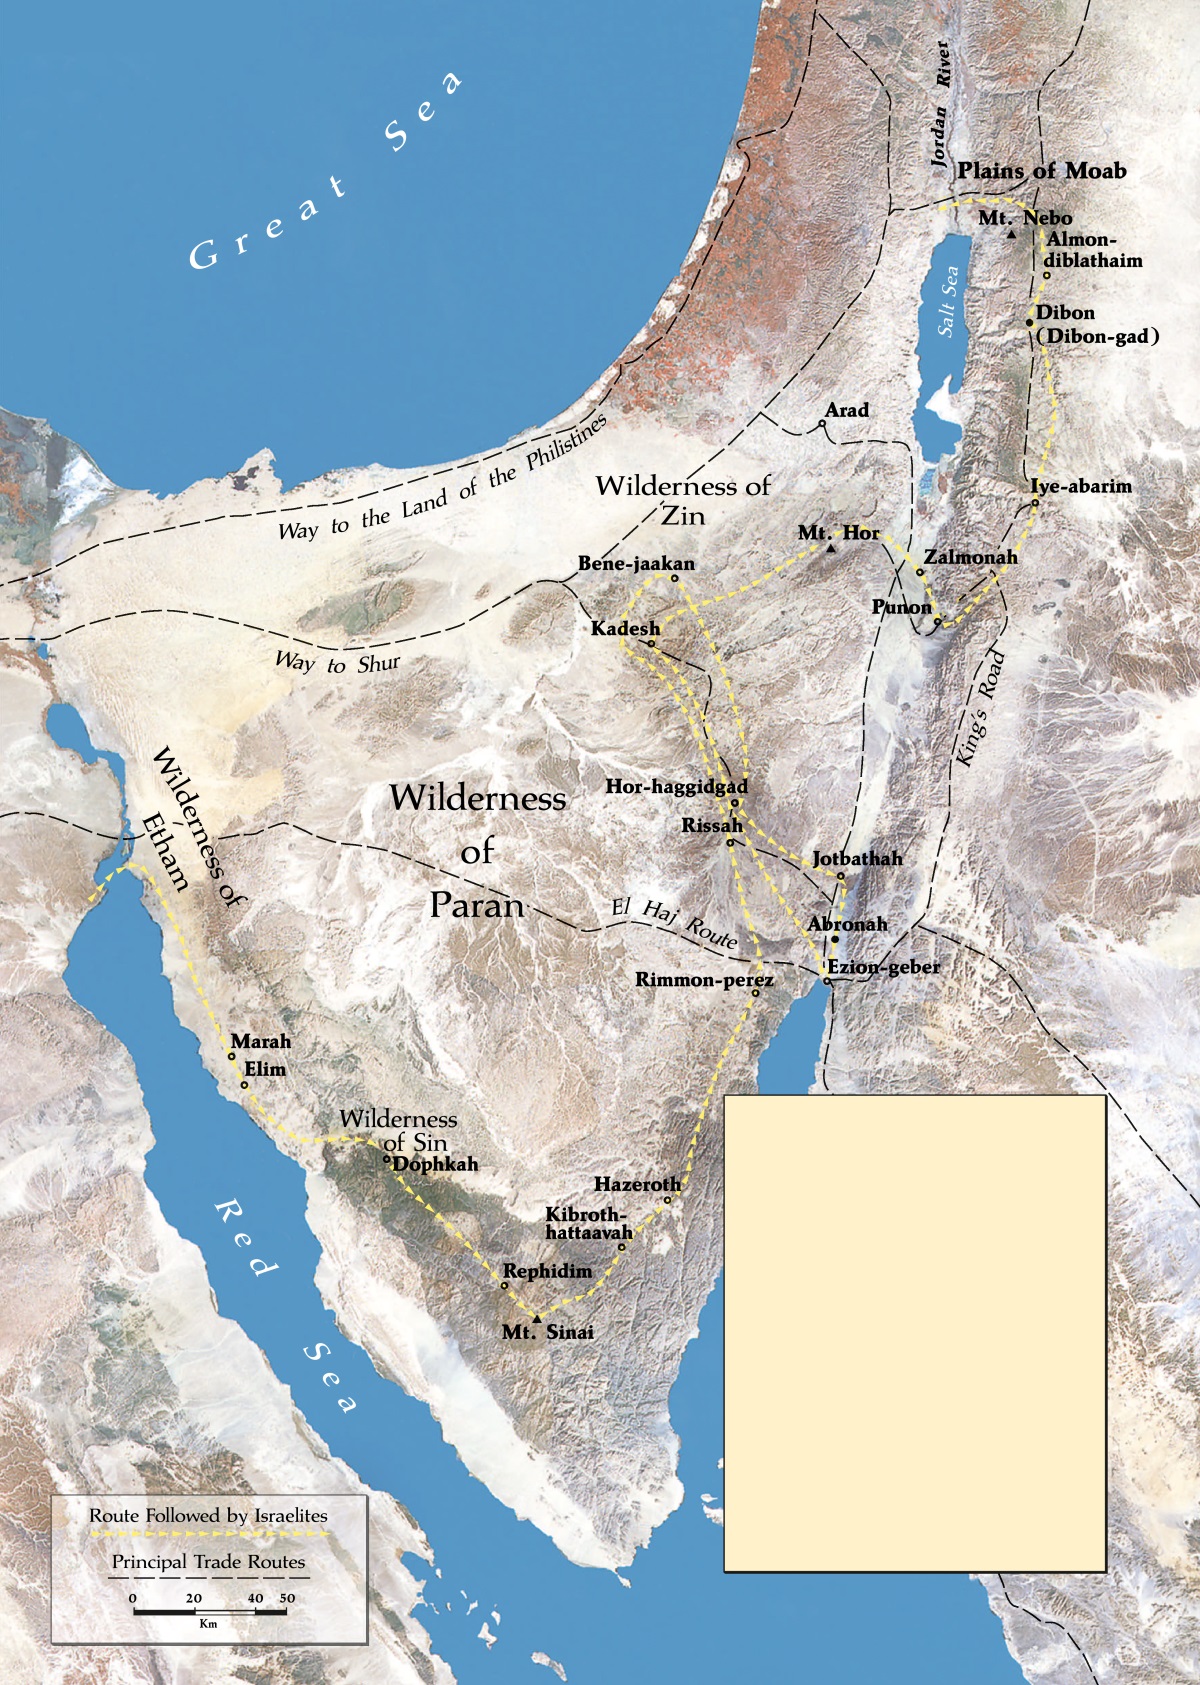 Great Sea
Jordan River
Plains of Moab
Mt. Nebo
Almon-
diblathaim
Salt Sea
Dibon
(Dibon-gad)
Arad
Way to the Land of the Philistines
Wilderness of
Zin
Iye-abarim
Mt. Hor
Bene-jaakan
Zalmonah
Punon
Kadesh
Way to Shur
King's Road
Wilderness of
Etham
Wilderness
of
Paran
Hor-haggidgad
Rissah
Jotbathah
El Haj Route
Abronah
Ezion-geber
Rimmon-perez
Marah
Elim
Wilderness
of Sin
Dophkah
Hazeroth
Kibroth-
hattaavah
Rephidim
Mt. Sinai
Red Sea
Route Followed by Israelites
Principal Trade Routes
0 20 40 50
Km